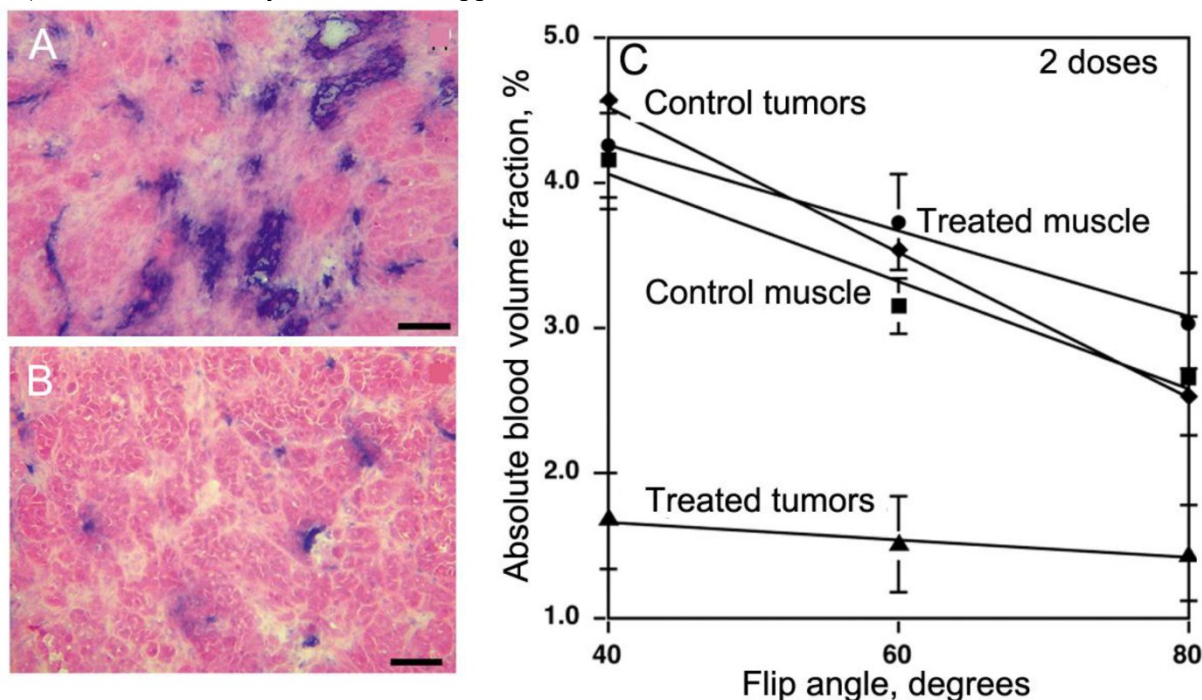 A
B
C
2 doses
Control tumors
Treated muscle
Control muscle
Treated tumors
Absolute blood volume fraction, %
5.0
4.0
3.0
2.0
1.0
40
60
80
Flip angle, degrees